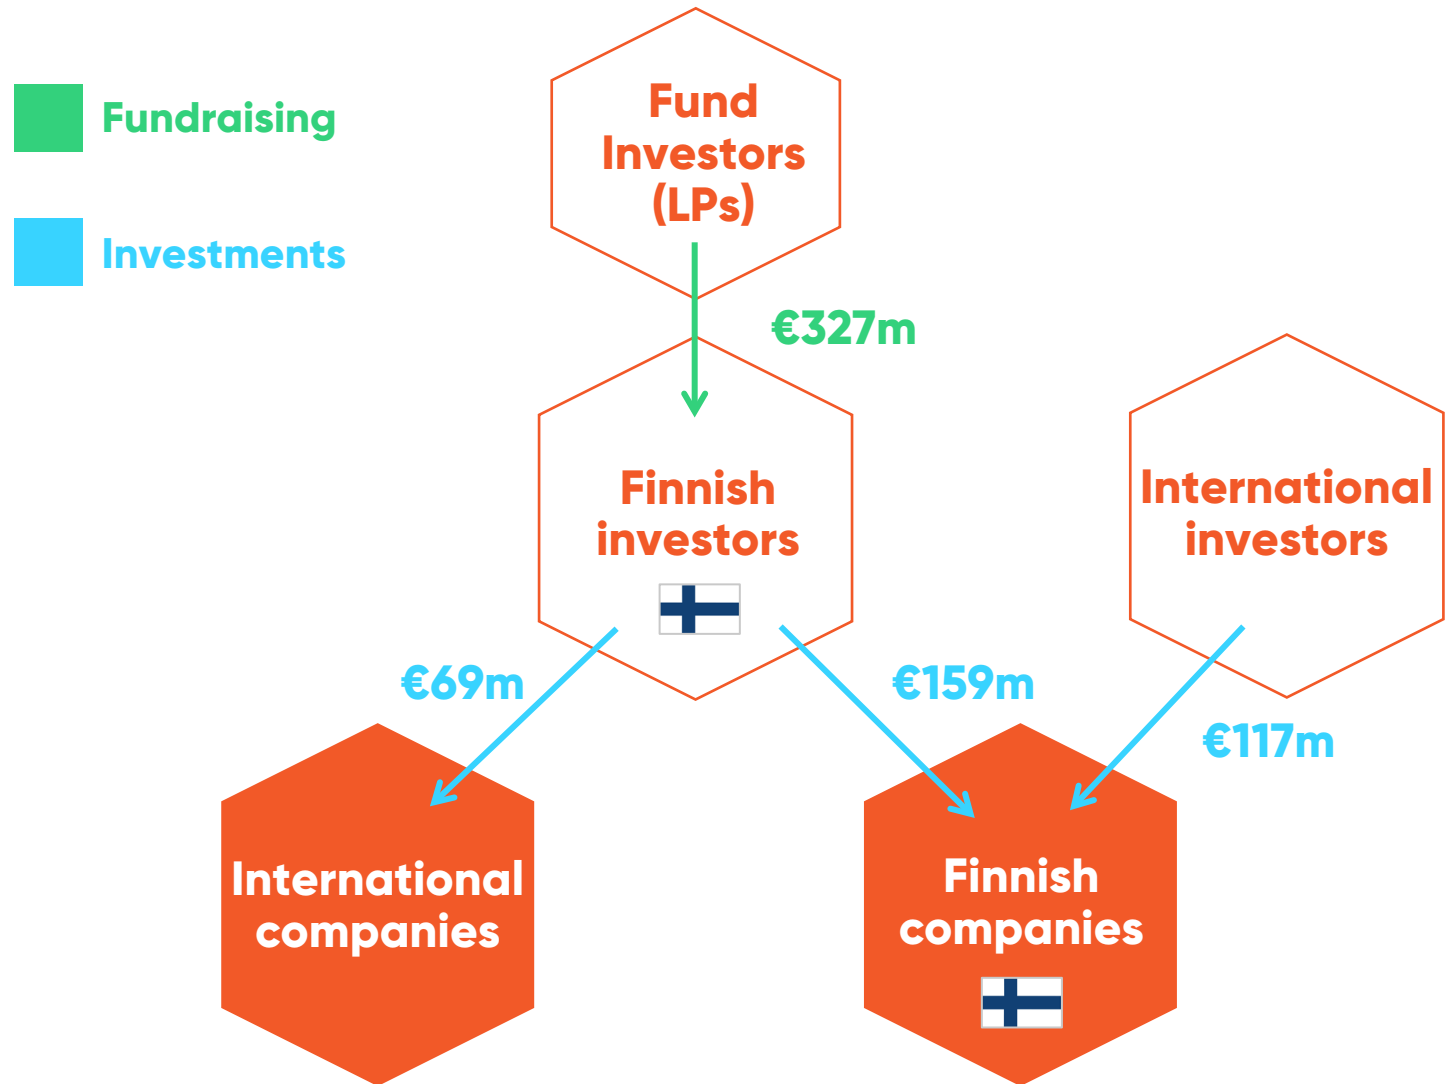 Fundraising
Investments
Fund
Investors
(LPs)
€327m
Finnish
investors
International
investors
€69m
€159m
€117m
International
companies
Finnish
companies